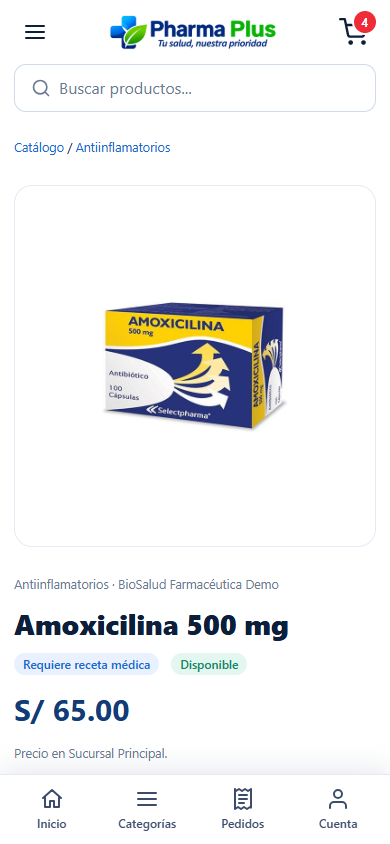 Pharma Plus
Tu salud, nuestra prioridad
4
Buscar productos...
Catálogo / Antiinflamatorios
AMOXICILINA
500 mg
Antibiótico
100
Cápsulas
Selectpharma
AMOXICILINA
500 mg
Antiinflamatorios · BioSalud Farmacéutica Demo
Amoxicilina 500 mg
Requiere receta médica
Disponible
S/ 65.00
Precio en Sucursal Principal.
Inicio
Categorías
Pedidos
Cuenta